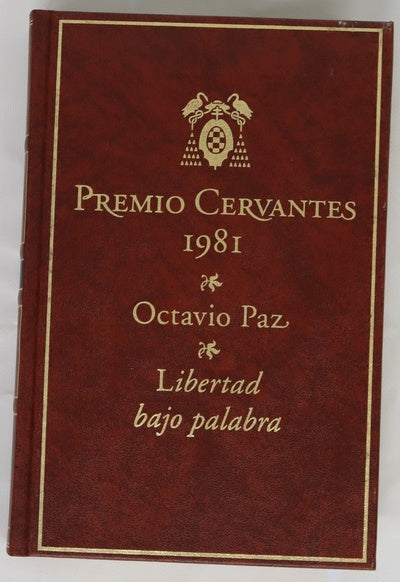 PREMIO CERVANTES
1981
Octavio Paz
Libertad
bajo palabra